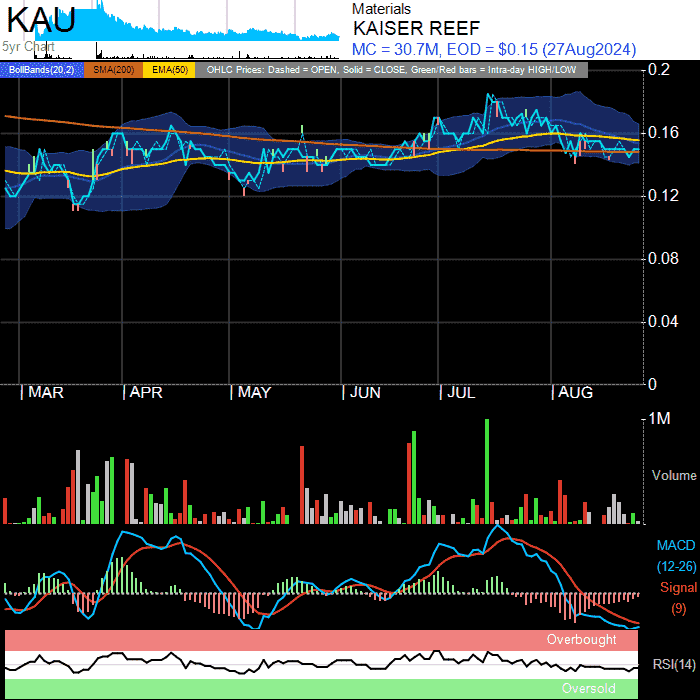 KAU
5yr Chart
Materials
KAISER REEF
MC = 30.7M, EOD = $0.15 (27Aug2024)
BollBands(20,2) SMA(200) EMA(50) OHLC Prices: Dashed = OPEN, Solid = CLOSE, Green/Red bars = Intra-day HIGH/LOW
0.2
0.16
0.12
0.08
0.04
0
MAR APR MAY JUN JUL AUG
1M
Volume
MACD
(12-26)
Signal
(9)
Overbought
RSI(14)
Oversold